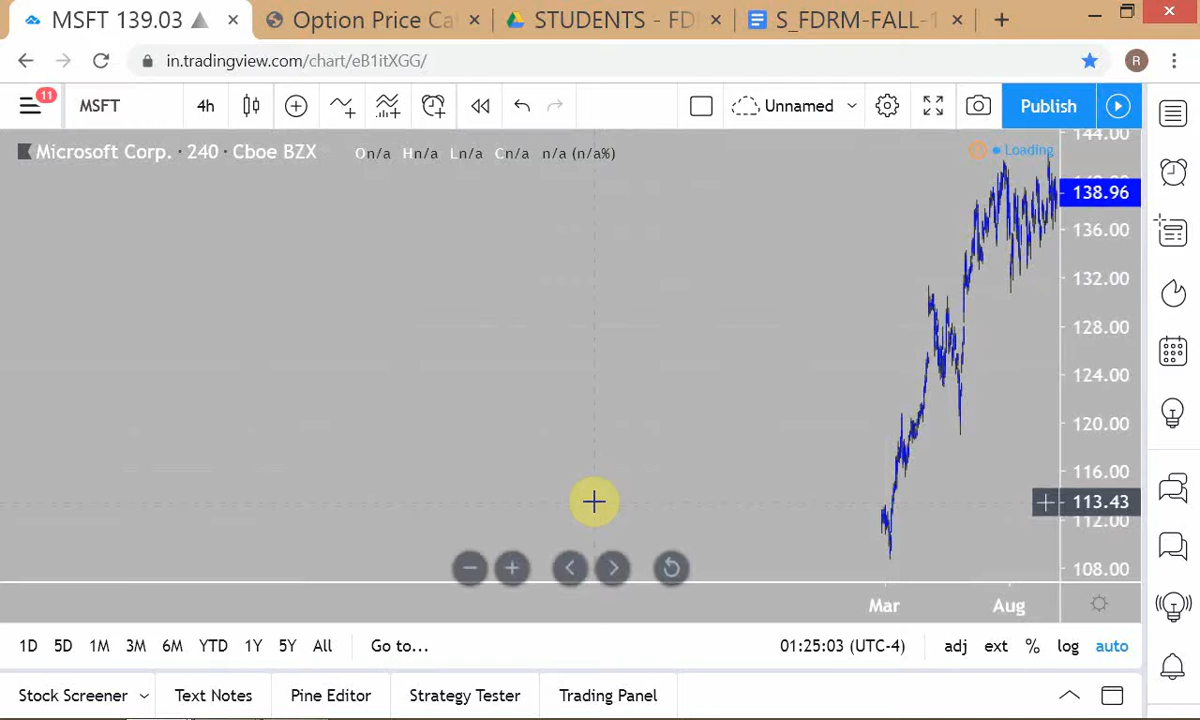 MSFT 139.03
Option Price Ca
STUDENTS - FD
S_FDRM-FALL-1
in.tradingview.com/chart/eB1itXGG/
R
11
MSFT
4h
Unnamed
Publish
Microsoft Corp. · 240 · Cboe BZX
On/a Hn/a Ln/a Cn/a n/a (n/a%)
Loading
144.00
138.96
136.00
132.00
128.00
124.00
120.00
116.00
113.43
112.00
108.00
Mar
Aug
1D 5D 1M 3M 6M YTD 1Y 5Y All
Go to...
01:25:03 (UTC-4)
adj ext % log auto
Stock Screener
Text Notes
Pine Editor
Strategy Tester
Trading Panel